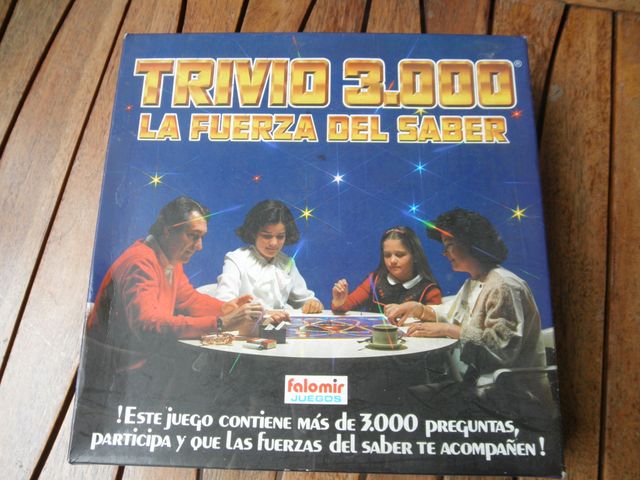 TRIVIO 3.000®
LA FUERZA DEL SABER
falomir
JUEGOS
!ESTE JUEGO CONTIENE MÁS DE 3.000 PREGUNTAS,
PARTICIPA Y QUE LAS FUERZAS DEL SABER TE ACOMPAÑEN!